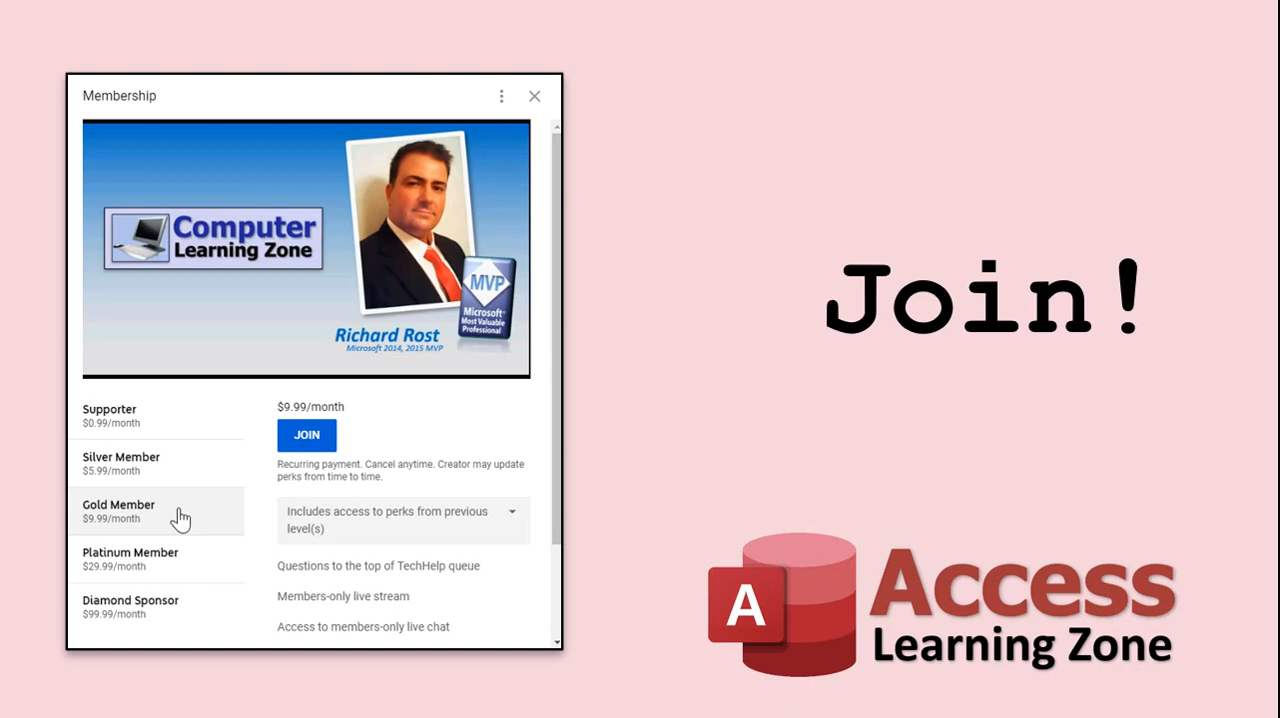 Membership
Computer
Learning Zone
MVP
Microsoft®
Most Valuable
Professional
Richard Rost
Microsoft 2014, 2015 MVP
Supporter
$0.99/month
Silver Member
$5.99/month
Gold Member
$9.99/month
Platinum Member
$29.99/month
Diamond Sponsor
$99.99/month
$9.99/month
JOIN
Recurring payment. Cancel anytime. Creator may update
perks from time to time.
Includes access to perks from previous
level(s)
Questions to the top of TechHelp queue
Members-only live stream
Access to members-only live chat
Join!
A
Access
Learning Zone